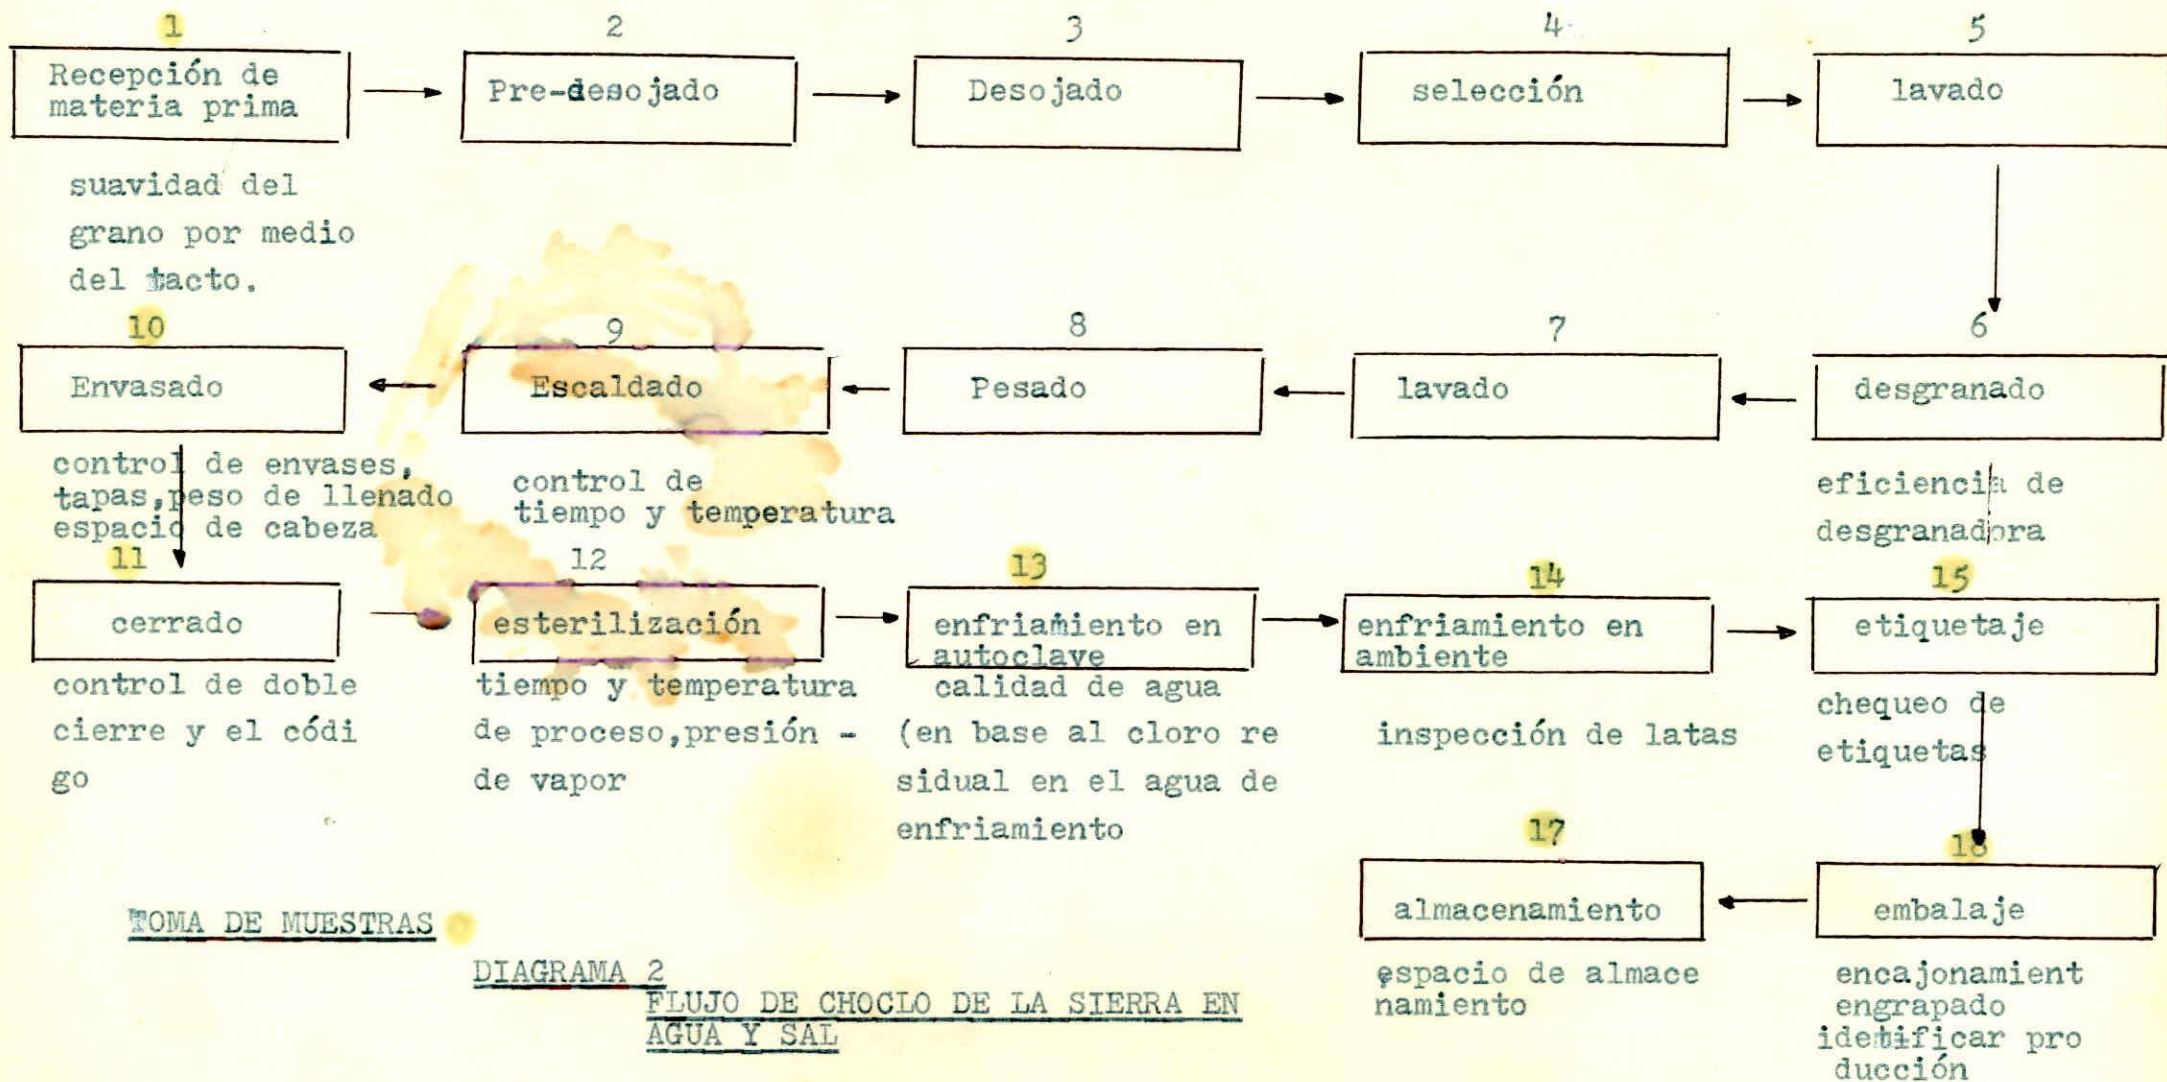 1
Recepción de
materia prima
suavidad del
grano por medio
del tacto.
2
Pre-desojado
3
Desojado
4
selección
5
lavado
6
desgranado
eficiencia de
desgranadora
7
lavado
8
Pesado
9
Escaldado
control de
tiempo y temperatura
10
Envasado
control de envases,
tapas,peso de llenado
espacio de cabeza
11
cerrado
control de doble
cierre y el códi
go
12
esterilización
tiempo y temperatura
de proceso,presión -
de vapor
13
enfriamiento en
autoclave
calidad de agua
(en base al cloro re
sidual en el agua de
enfriamiento
14
enfriamiento en
ambiente
inspección de latas
15
etiquetaje
chequeo de
etiquetas
embalaje
encajonamient
engrapado
identificar pro
ducción
17
almacenamiento
espacio de almace
namiento
TOMA DE MUESTRAS
DIAGRAMA 2
FLUJO DE CHOCLO DE LA SIERRA EN
AGUA Y SAL